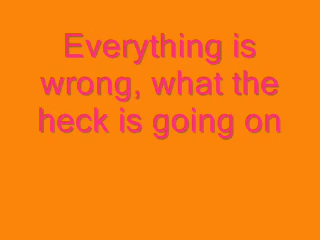 Everything is
wrong, what the
heck is going on